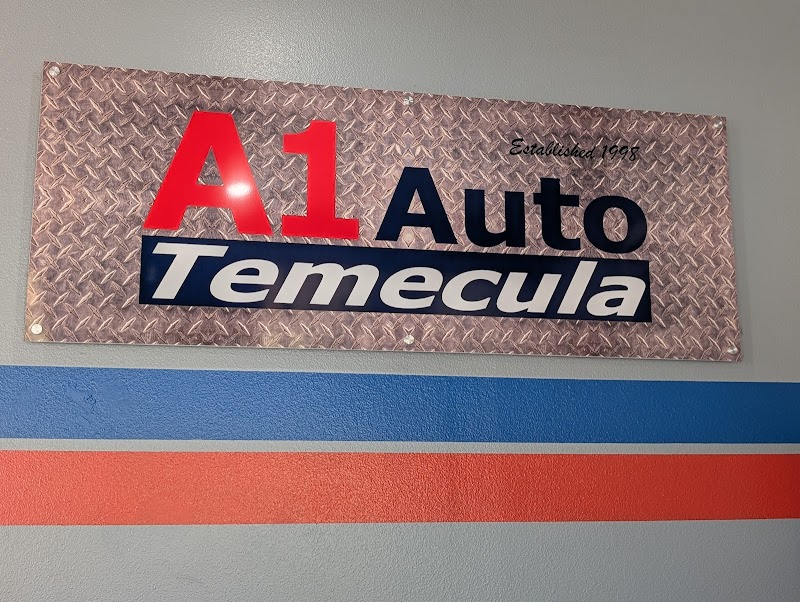 Established 1998
A1 Auto
Temecula